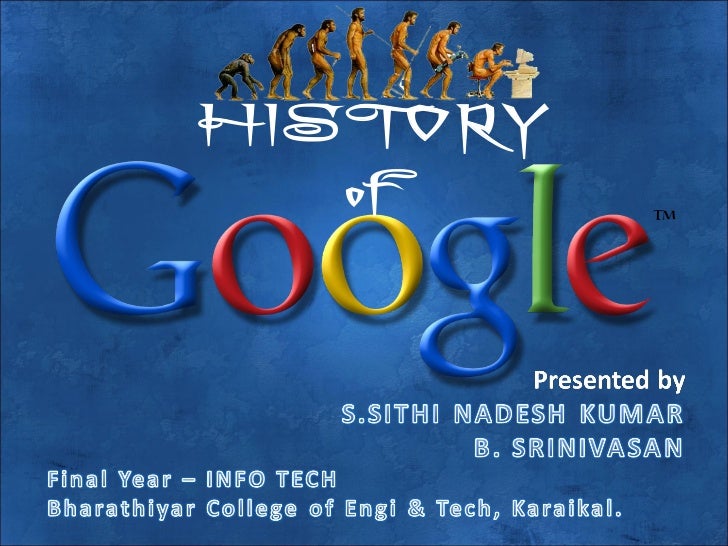 HISTORY
of
Google™
Presented by
S.SITHI NADESH KUMAR
B. SRINIVASAN
Final Year – INFO TECH
Bharathiyar College of Engi & Tech, Karaikal.